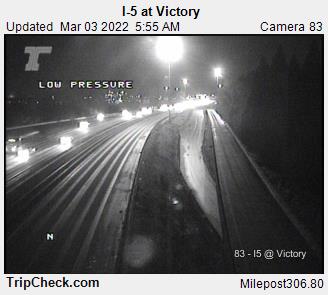 I-5 at Victory
Updated Mar 03 2022 5:55 AM Camera 83
T
LOW PRESSURE
N
83 - I5 @ Victory
TripCheck.com Milepost306.80